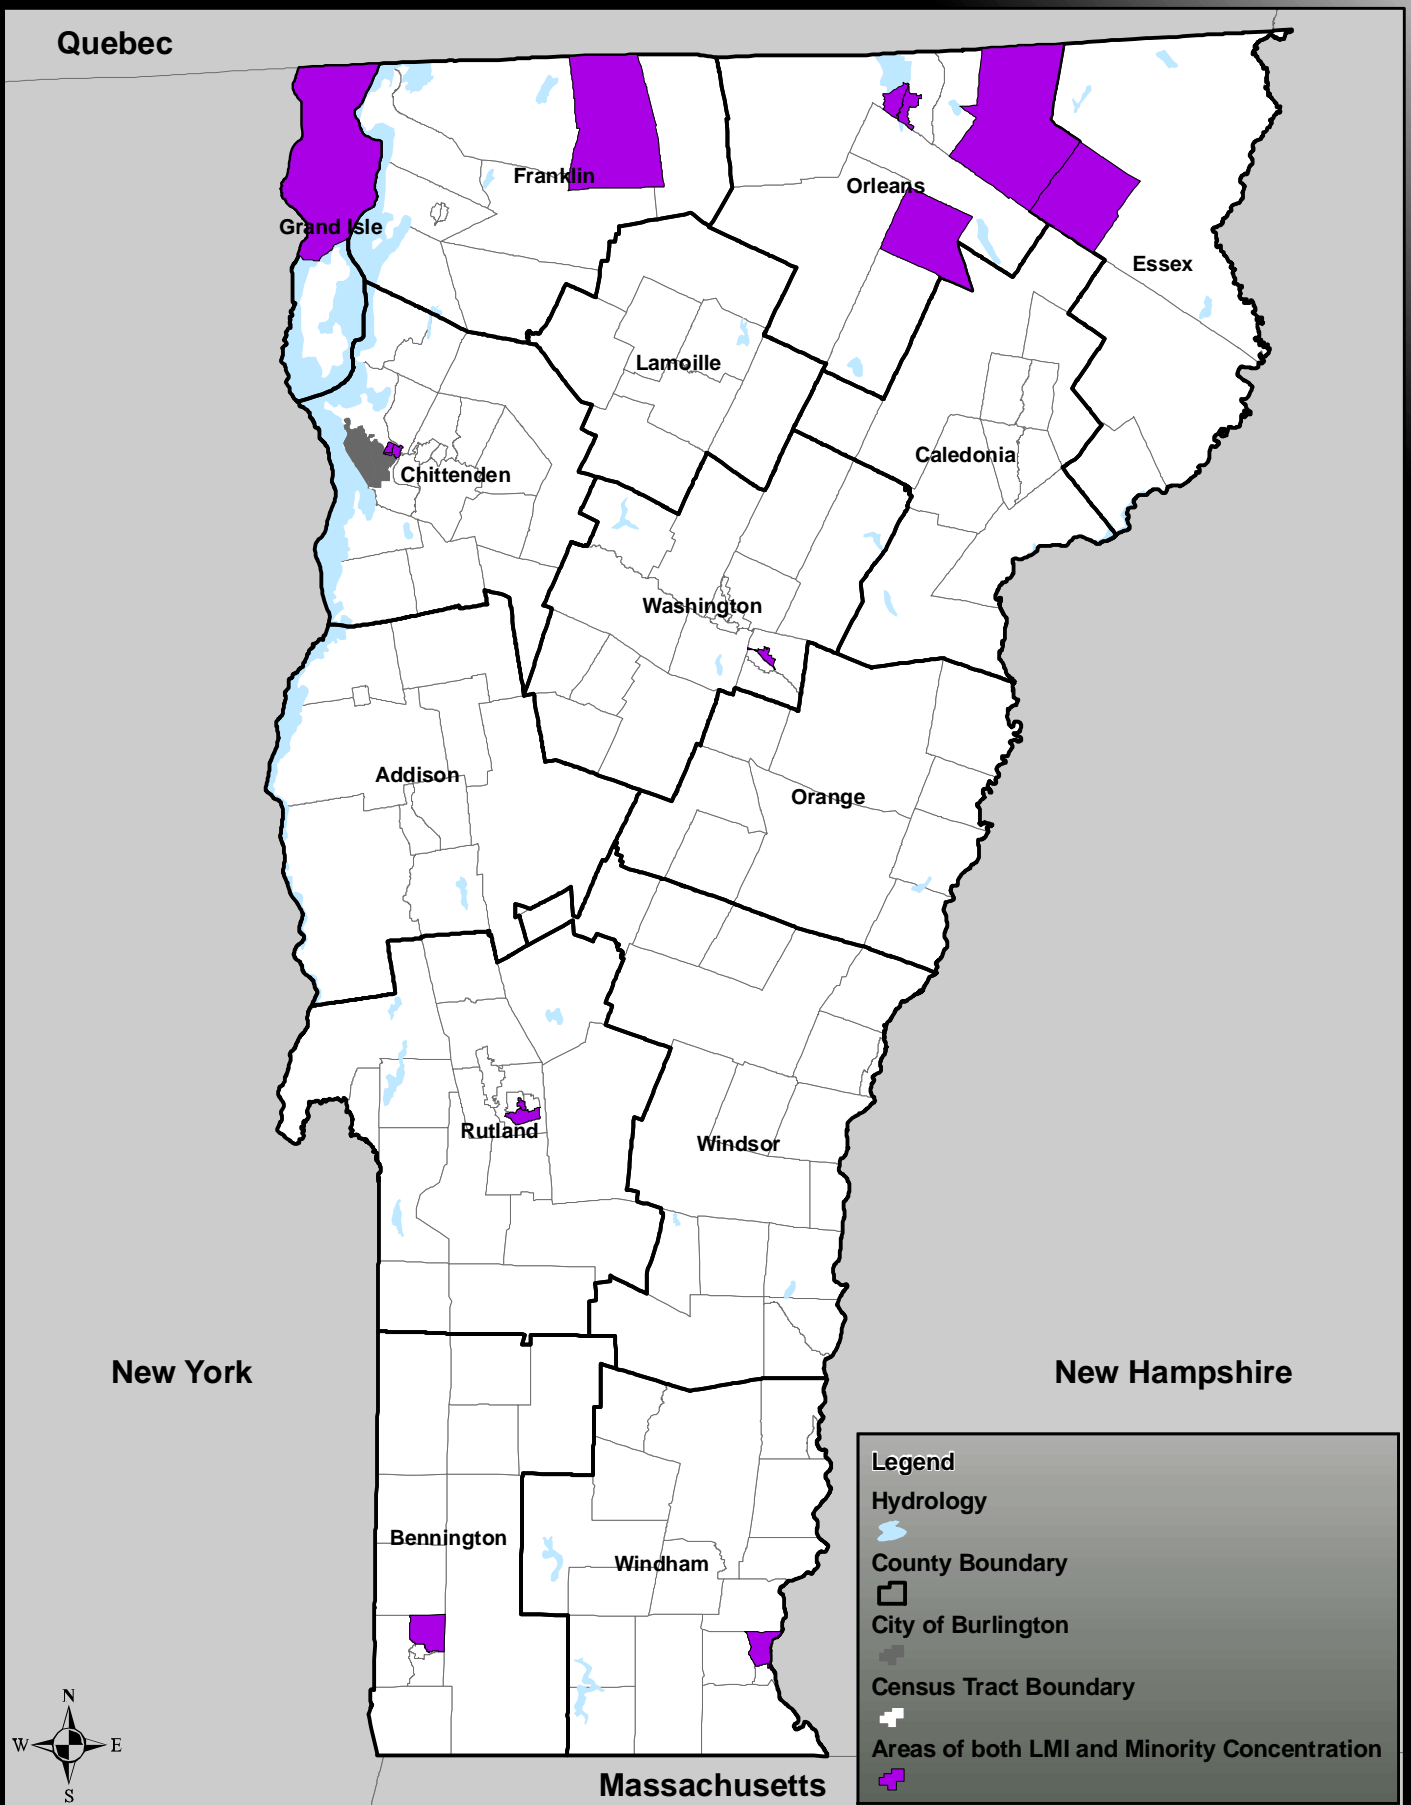 Quebec
Franklin
Orleans
Grand Isle
Essex
Lamoille
Caledonia
Chittenden
Washington
Addison
Orange
Rutland
Windsor
New York
New Hampshire
Bennington
Windham
Massachusetts
Legend
Hydrology
County Boundary
City of Burlington
Census Tract Boundary
Areas of both LMI and Minority Concentration
N
W E
S